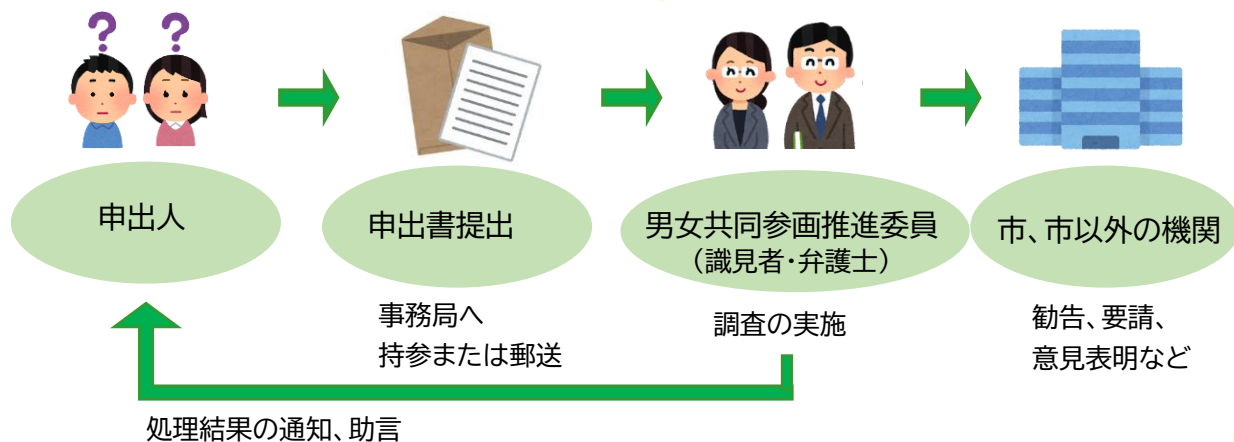 ? ?
申出人
申出書提出
男女共同参画推進委員
（識見者・弁護士）
市、市以外の機関
事務局へ
持参または郵送
調査の実施
勧告、要請、
意見表明など
処理結果の通知、助言